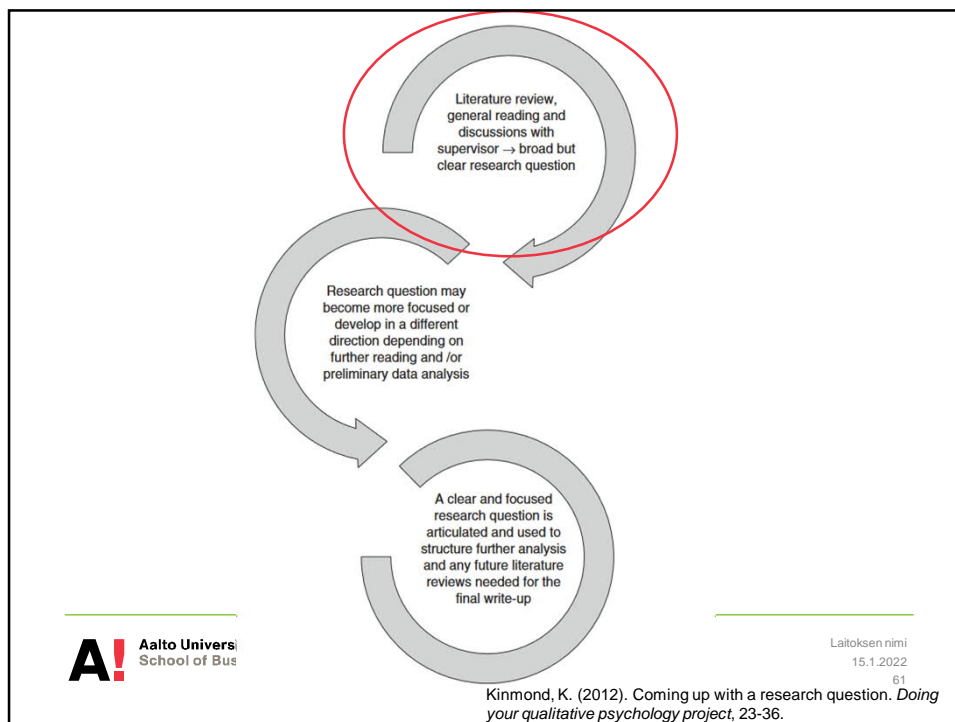 Literature review,
general reading and
discussions with
supervisor → broad but
clear research question
Research question may
become more focused or
develop in a different
direction depending on
further reading and /or
preliminary data analysis
A clear and focused
research question is
articulated and used to
structure further analysis
and any future literature
reviews needed for the
final write-up
A!
Aalto Universi
School of Bus
Laitoksen nimi
15.1.2022
61
Kinmond, K. (2012). Coming up with a research question. Doing
your qualitative psychology project, 23-36.